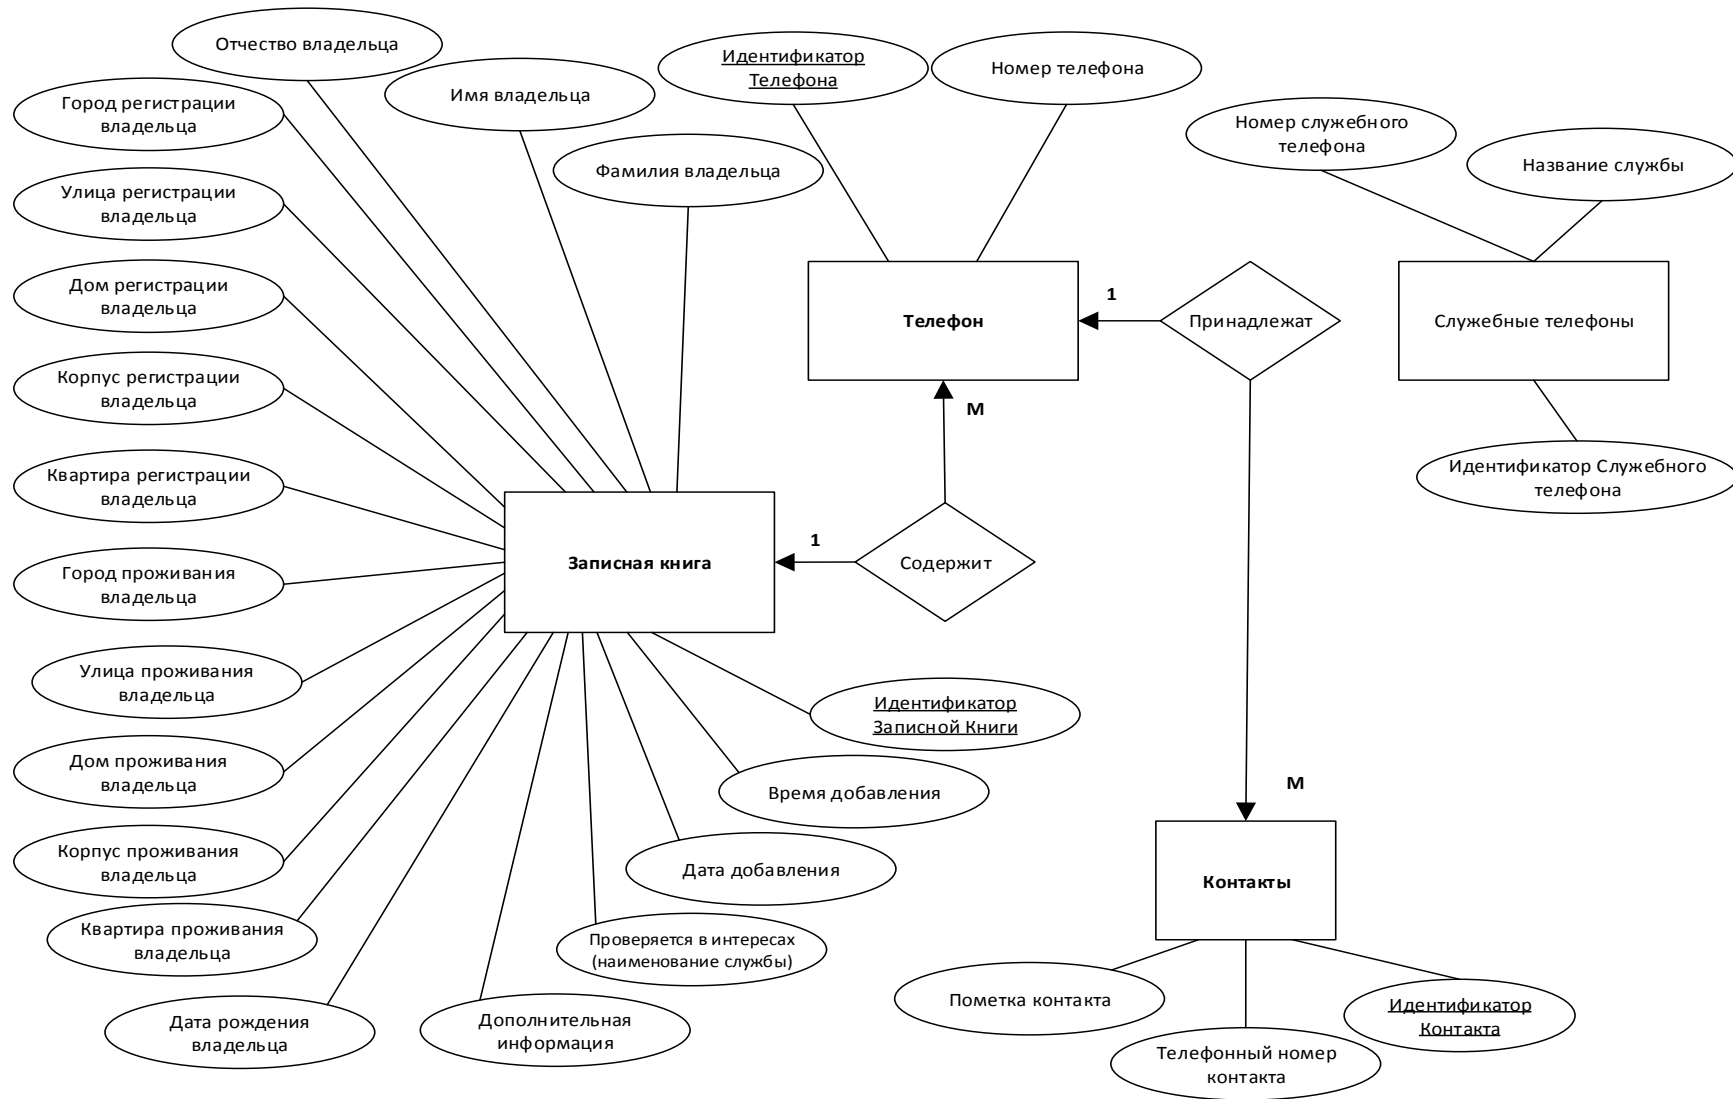 Отчество владельца
Имя владельца
Фамилия владельца
Город регистрации
владельца
Улица регистрации
владельца
Дом регистрации
владельца
Корпус регистрации
владельца
Квартира регистрации
владельца
Город проживания
владельца
Улица проживания
владельца
Дом проживания
владельца
Корпус проживания
владельца
Квартира проживания
владельца
Дата рождения
владельца
Дополнительная
информация
Проверяется в интересах
(наименование службы)
Дата добавления
Время добавления
Идентификатор
Записной Книги
Записная книга
1
Содержит
М
Идентификатор
Телефона
Номер телефона
Телефон
1
Принадлежат
М
Контакты
Пометка контакта
Телефонный номер
контакта
Идентификатор
Контакта
Номер служебного
телефона
Название службы
Служебные телефоны
Идентификатор Служебного
телефона